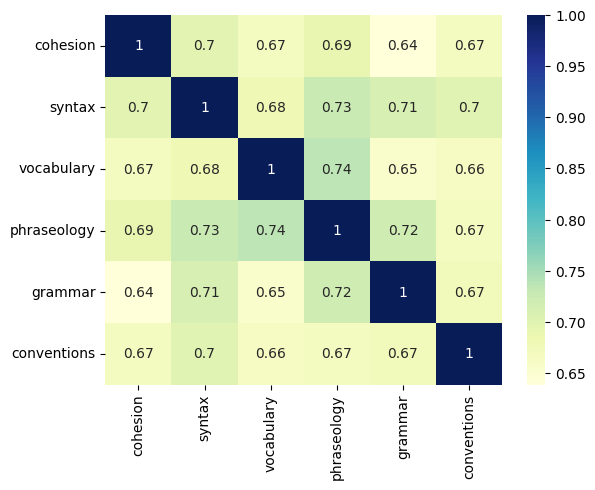 cohesion 1 0.7 0.67 0.69 0.64 0.67
syntax 0.7 1 0.68 0.73 0.71 0.7
vocabulary 0.67 0.68 1 0.74 0.65 0.66
phraseology 0.69 0.73 0.74 1 0.72 0.67
grammar 0.64 0.71 0.65 0.72 1 0.67
conventions 0.67 0.7 0.66 0.67 0.67 1
cohesion
syntax
vocabulary
phraseology
grammar
conventions
1.00
0.95
0.90
0.85
0.80
0.75
0.70
0.65